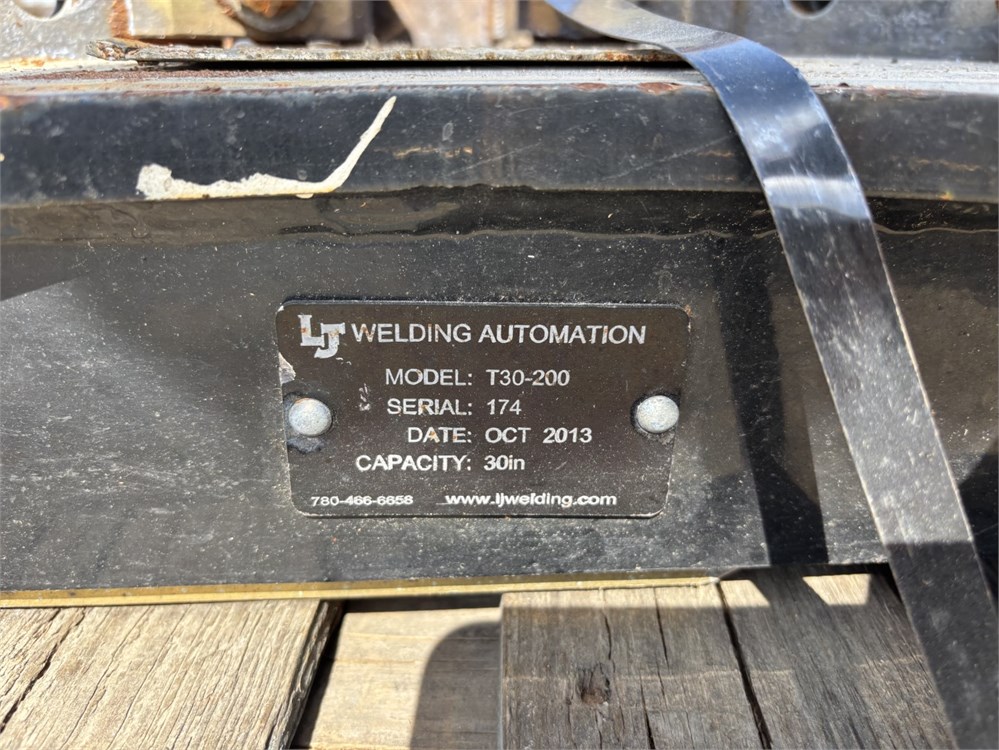 LJ WELDING AUTOMATION
MODEL: T30-200
SERIAL: 174
DATE: OCT 2013
CAPACITY: 30in
780-466-6658 www.ljwelding.com